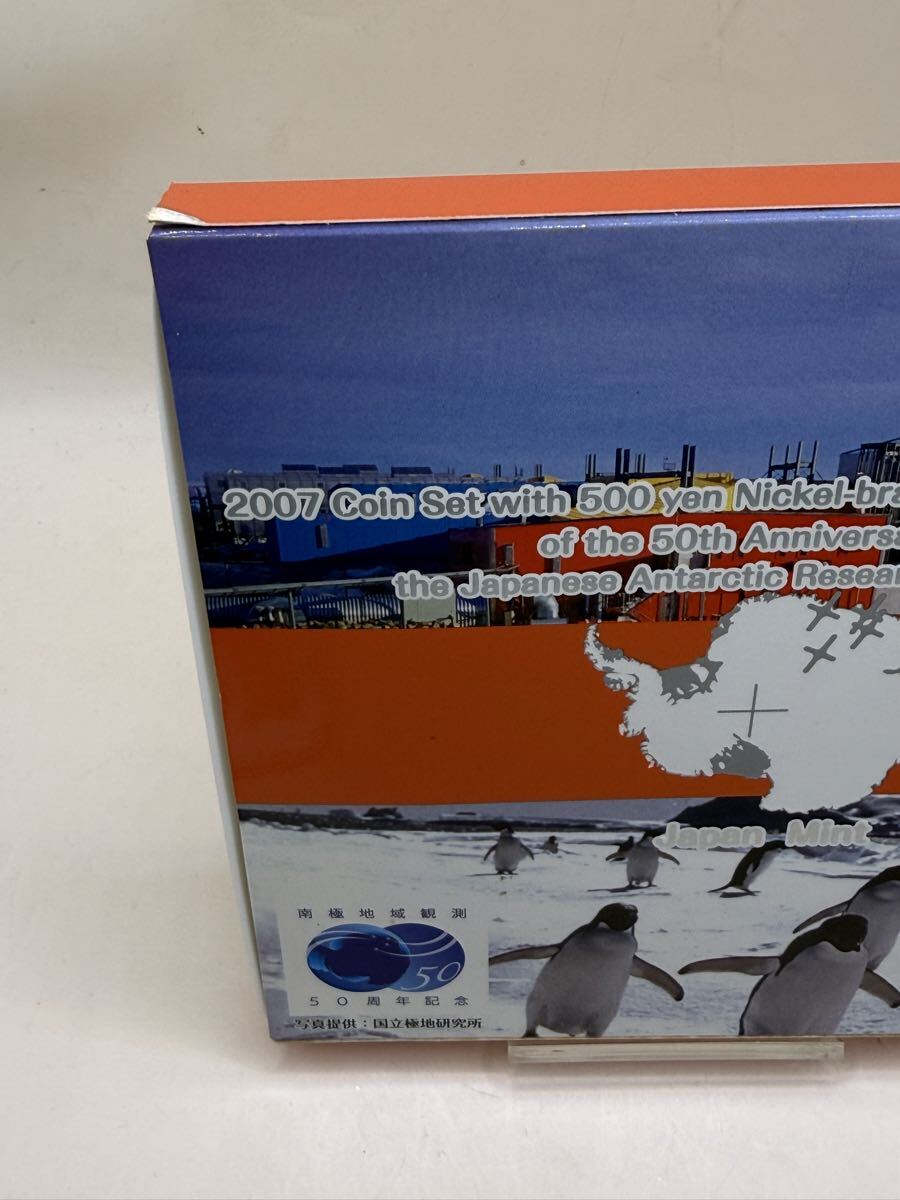 2007 Coin Set with 500 yen Nickel-bra
of the 50th Annivers
the Japanese Antarctic Resea
Japan Mint
南極地域観測
50
50周年記念
写真提供：国立極地研究所